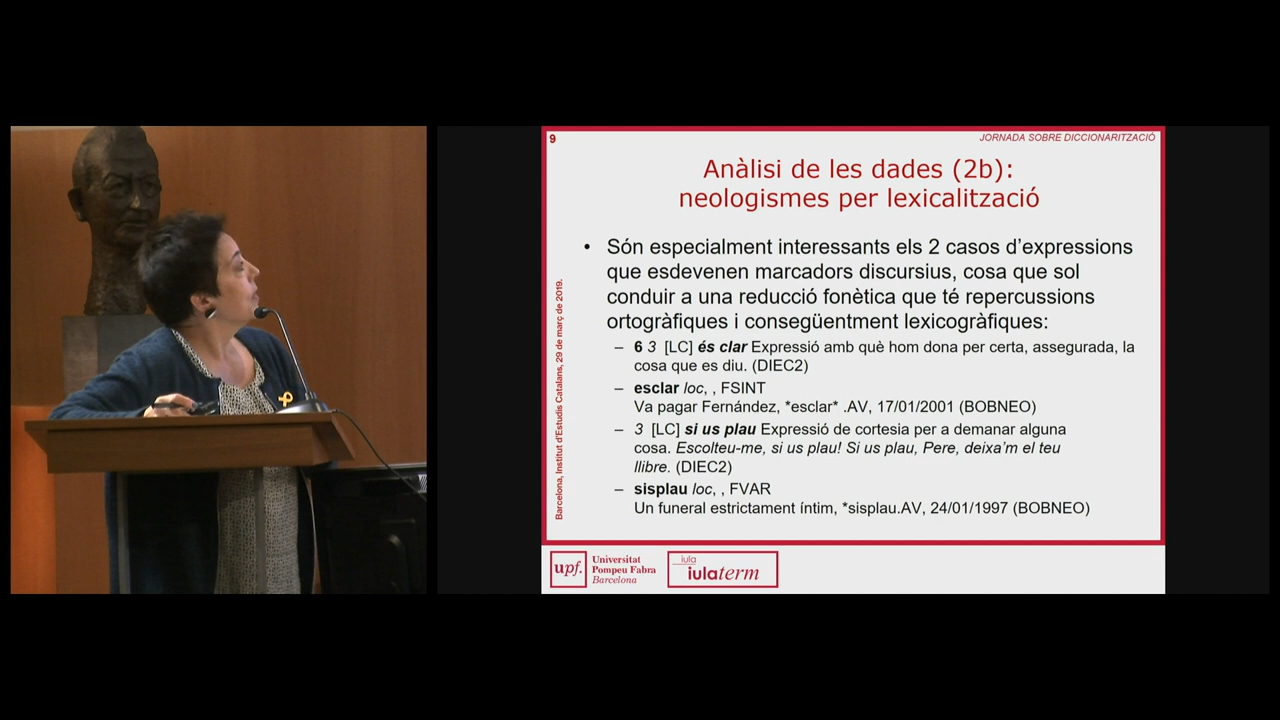 9
JORNADA SOBRE DICCIONARITZACIÓ
Anàlisi de les dades (2b):
neologismes per lexicalització
• Són especialment interessants els 2 casos d’expressions
que esdevenen marcadors discursius, cosa que sol
conduir a una reducció fonètica que té repercussions
ortogràfiques i consegüentment lexicogràfiques:
– 6 3 [LC] és clar Expressió amb què hom dona per certa, assegurada, la
cosa que es diu. (DIEC2)
– esclar loc, , FSINT
Va pagar Fernández, *esclar* .AV, 17/01/2001 (BOBNEO)
– 3 [LC] si us plau Expressió de cortesia per a demanar alguna
cosa. Escolteu-me, si us plau! Si us plau, Pere, deixa’m el teu
llibre. (DIEC2)
– sisplau loc, , FVAR
Un funeral estrictament íntim, *sisplau.AV, 24/01/1997 (BOBNEO)
Barcelona, Institut d’Estudis Catalans, 29 de març de 2019.
upf.
Universitat
Pompeu Fabra
Barcelona
iula
iulaterm